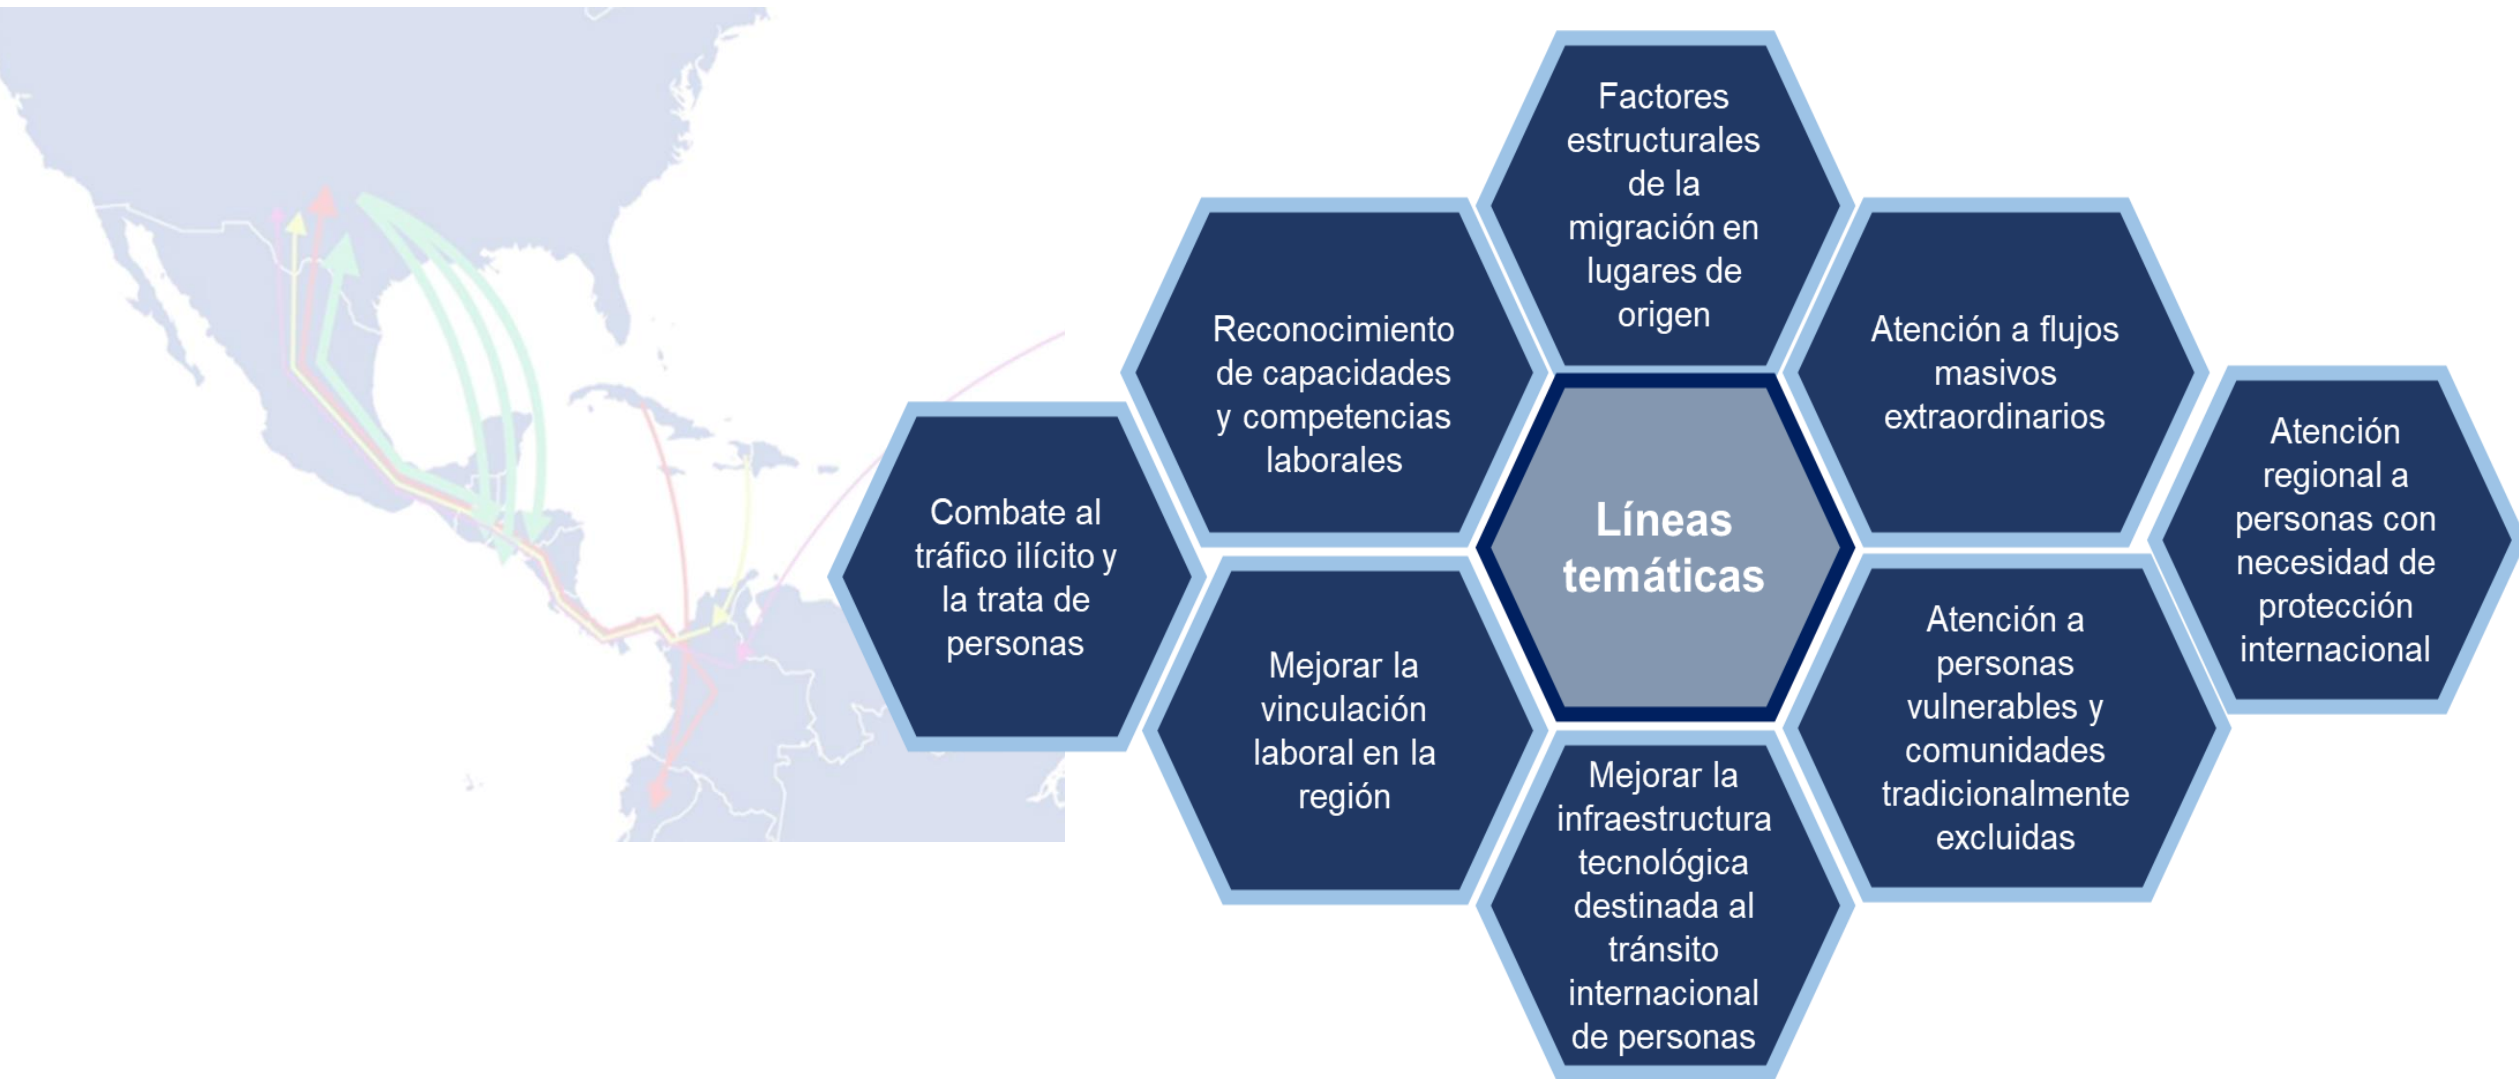 Factores
estructurales
de la
migración en
lugares de
origen
Reconocimiento
de capacidades
y competencias
laborales
Atención a flujos
masivos
extraordinarios
Combate al
tráfico ilícito y
la trata de
personas
Líneas
temáticas
Atención
regional a
personas con
necesidad de
protección
internacional
Mejorar la
vinculación
laboral en la
región
Atención a
personas
vulnerables y
comunidades
tradicionalmente
excluidas
Mejorar la
infraestructura
tecnológica
destinada al
tránsito
internacional
de personas